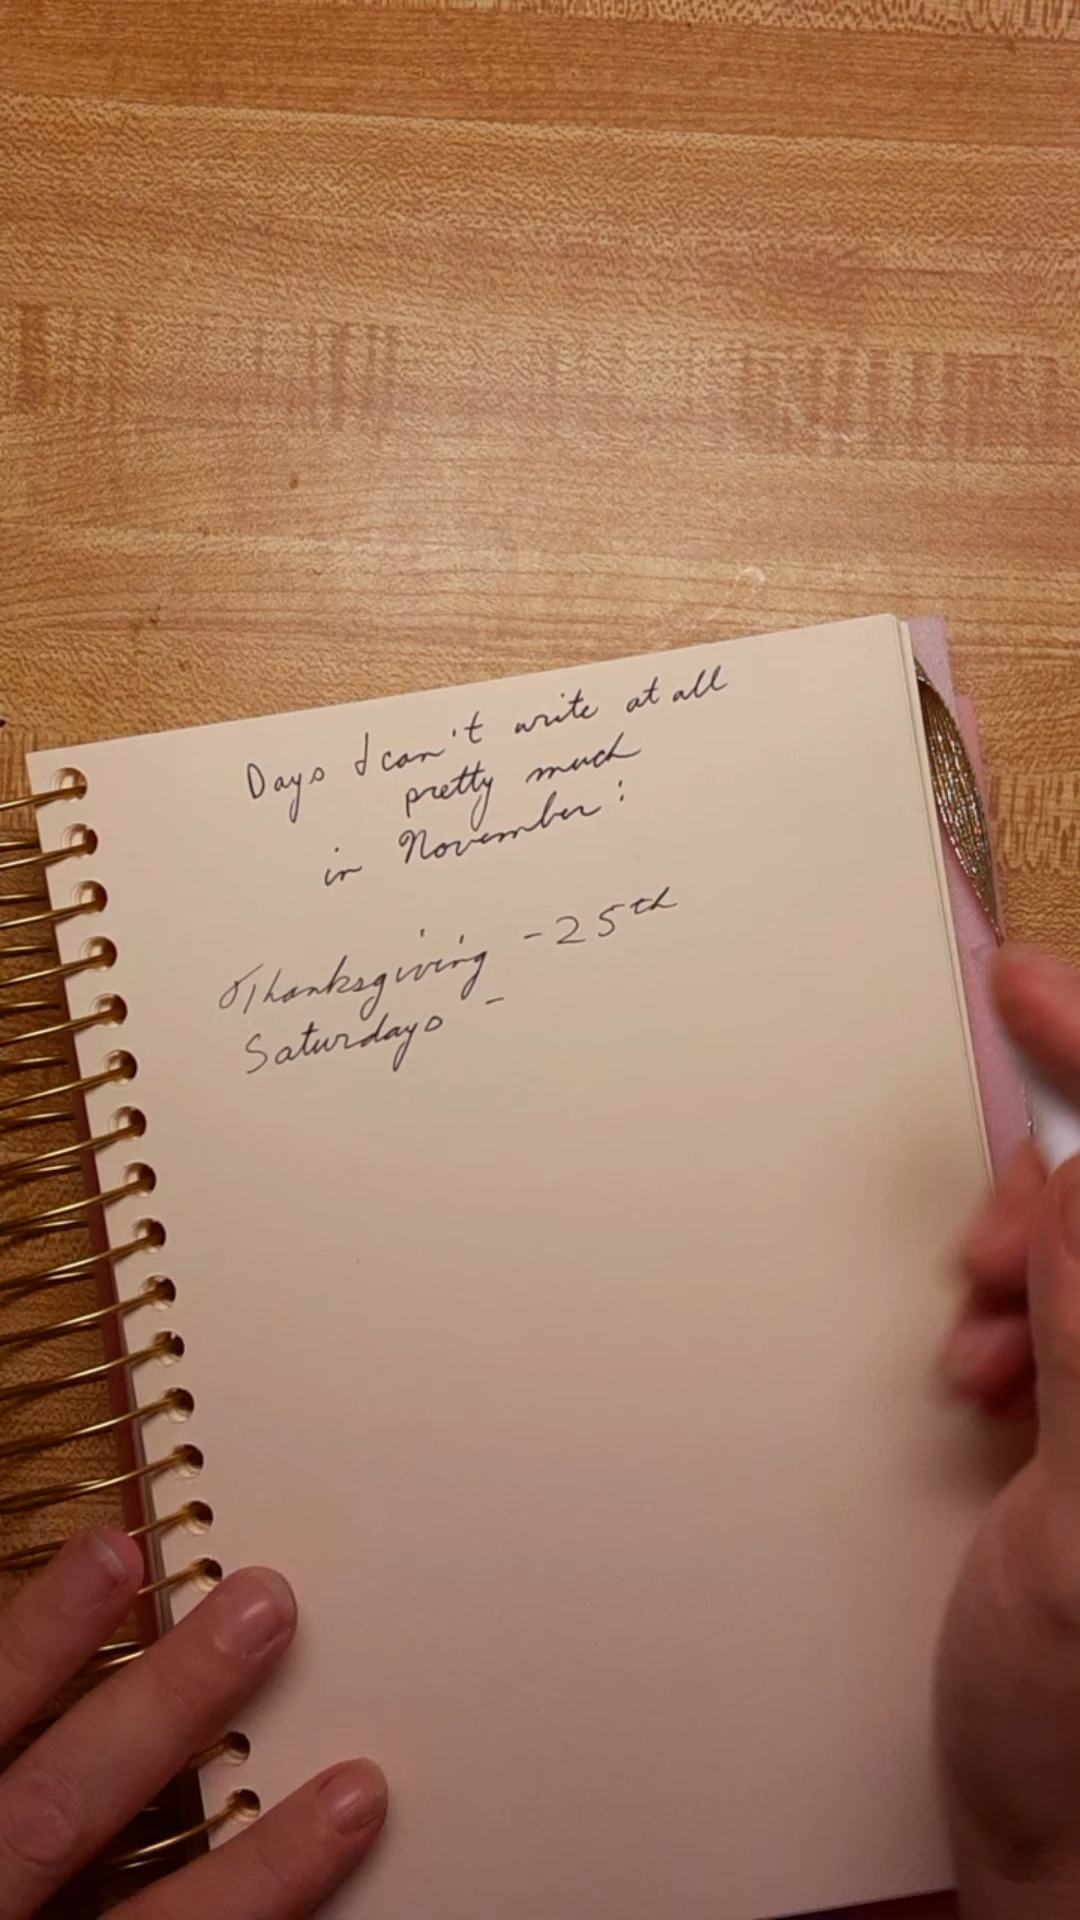 Days I can't write at all
pretty much
in November:
Thanksgiving - 25th
Saturdays -